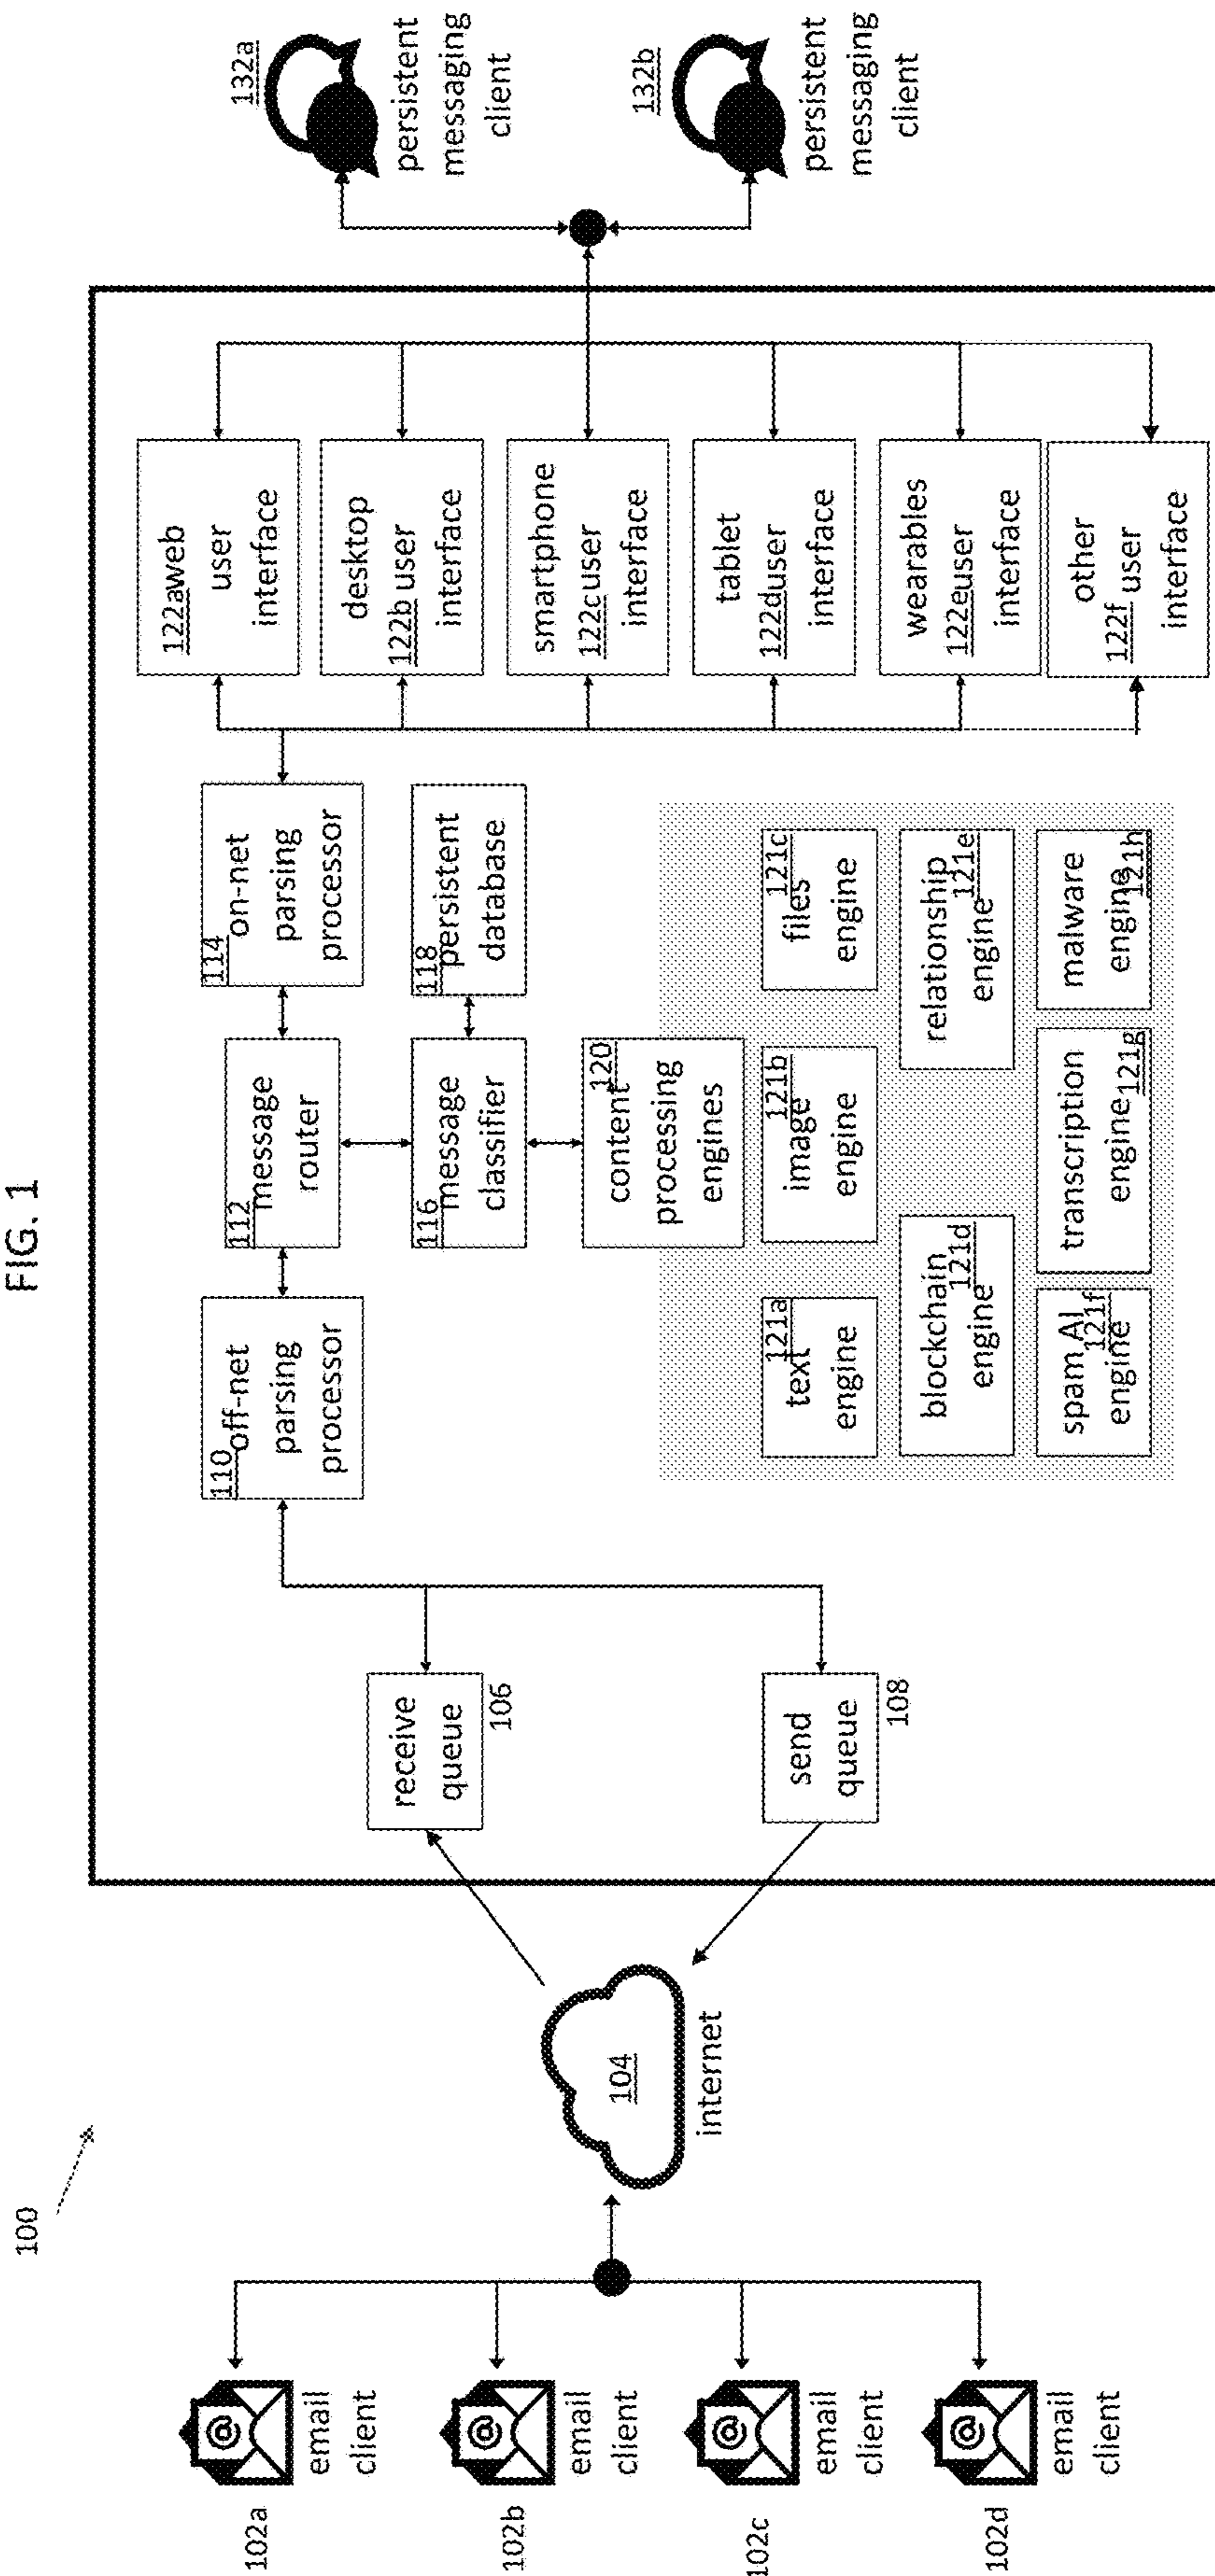 FIG. 1
100
102a
email
client
102b
email
client
102c
email
client
102d
email
client
104
internet
receive
queue
106
send
queue
108
110
off-net
parsing
processor
112
message
router
114
on-net
parsing
processor
116
message
classifier
118
persistent
database
120
content
processing
engines
121a
text
engine
121b
image
engine
121c
files
engine
blockchain
121d
engine
relationship
121e
engine
spam AI
121f
engine
transcription
engine
121g
malware
engine
121h
122a web
user
interface
desktop
122b user
interface
smartphone
122c user
interface
tablet
122d user
interface
wearables
122e user
interface
other
122f user
interface
132a
persistent
messaging
client
132b
persistent
messaging
client